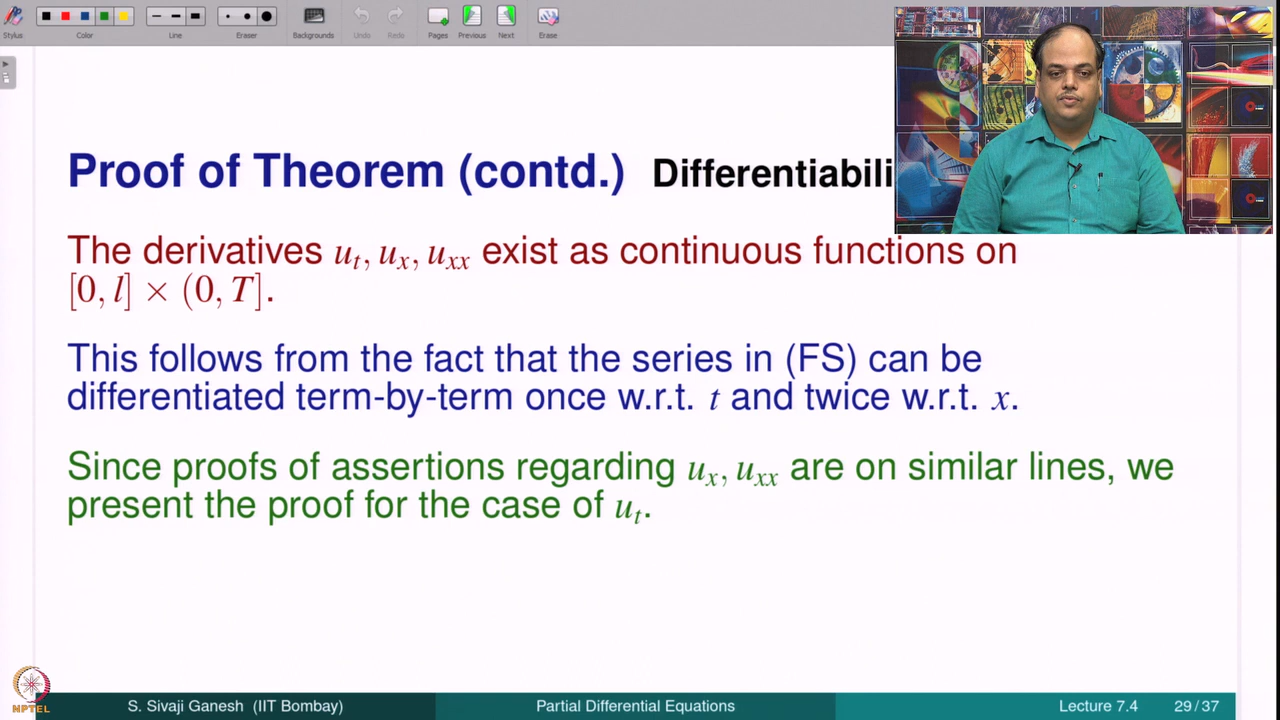 Stylus
Color
Line
Eraser
Backgrounds
Undo
Redo
Pages
Previous
Next
Erase
Proof of Theorem (contd.) Differentiabili
The derivatives u_t, u_x, u_xx exist as continuous functions on
[0, l] × (0, T].
This follows from the fact that the series in (FS) can be
differentiated term-by-term once w.r.t. t and twice w.r.t. x.
Since proofs of assertions regarding u_x, u_xx are on similar lines, we
present the proof for the case of u_t.
NPTEL
S. Sivaji Ganesh (IIT Bombay)
Partial Differential Equations
Lecture 7.4
29/37